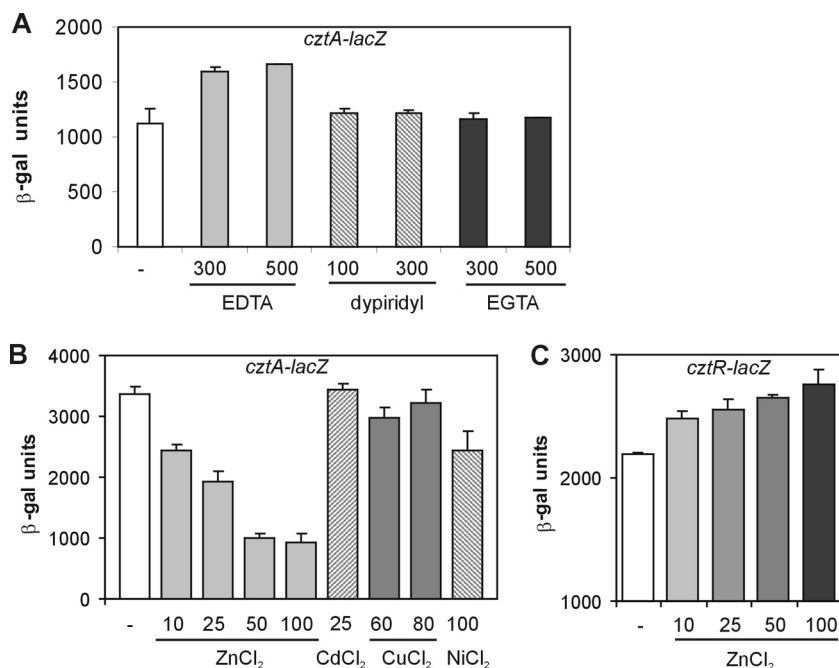 A
cztA-lacZ
β-gal units
2000
1500
1000
500
0
- 300 500 100 300 300 500
EDTA dypiridyl EGTA
B
cztA-lacZ
β-gal units
4000
3000
2000
1000
0
- 10 25 50 100 25 60 80 100
ZnCl₂ CdCl₂ CuCl₂ NiCl₂
C
cztR-lacZ
β-gal units
3000
2000
1000
- 10 25 50 100
ZnCl₂